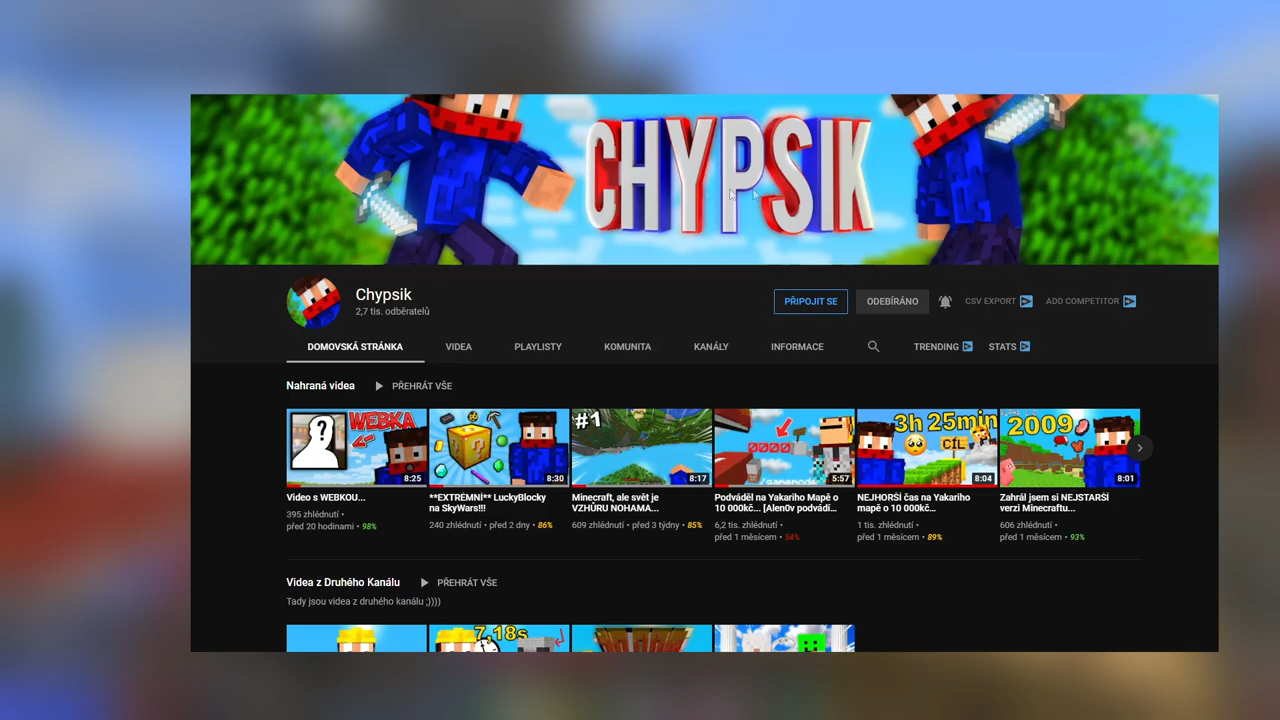 CHYPSIK
Chypsik
2,7 tis. odběratelů
PŘIPOJIT SE
ODEBÍRÁNO
CSV EXPORT
ADD COMPETITOR
DOMOVSKÁ STRÁNKA
VIDEA
PLAYLISTY
KOMUNITA
KANÁLY
INFORMACE
TRENDING
STATS
Nahraná videa
PŘEHRÁT VŠE
?
WEBKA
8:25
Video s WEBKOU...
395 zhlédnutí •
před 20 hodinami • 98%
8:30
**EXTRÉMNÍ** LuckyBlocky
na SkyWars!!!
240 zhlédnutí • před 2 dny • 86%
#1
8:17
Minecraft, ale svět je
VZHŮRU NOHAMA...
609 zhlédnutí • před 3 týdny • 85%
5:57
Podváděl na Yakariho Mapě o
10 000kč... [Alen0v podvádí...
6,2 tis. zhlédnutí •
před 1 měsícem • 54%
3h 25min
CÍL
8:04
NEJHORŠÍ čas na Yakariho
mapě o 10 000kč...
1 tis. zhlédnutí •
před 1 měsícem • 89%
2009
8:01
Zahrál jsem si NEJSTARŠÍ
verzi Minecraftu...
606 zhlédnutí •
před 1 měsícem • 93%
Videa z Druhého Kanálu
PŘEHRÁT VŠE
Tady jsou videa z druhého kanálu ;))))
7,18s